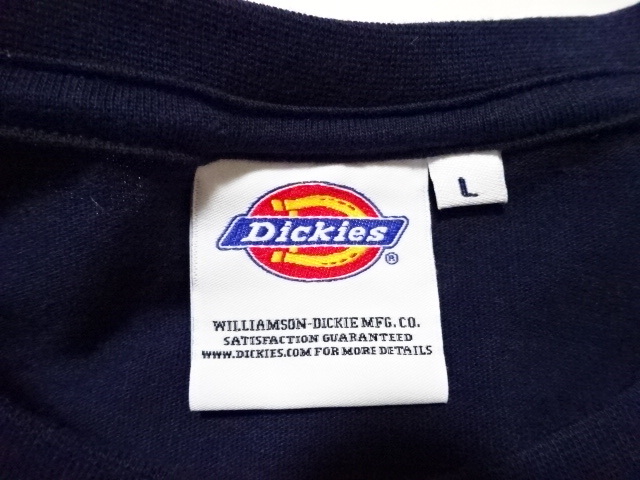 L
Dickies®
WILLIAMSON-DICKIE MFG. CO.
SATISFACTION GUARANTEED
WWW.DICKIES.COM FOR MORE DETAILS